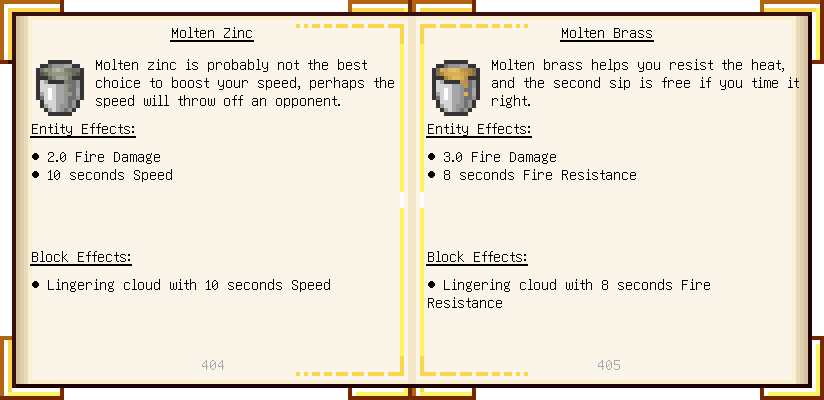 Molten Zinc
Molten zinc is probably not the best
choice to boost your speed, perhaps the
speed will throw off an opponent.
Entity Effects:
● 2.0 Fire Damage
● 10 seconds Speed
Block Effects:
● Lingering cloud with 10 seconds Speed
404
Molten Brass
Molten brass helps you resist the heat,
and the second sip is free if you time it
right.
Entity Effects:
● 3.0 Fire Damage
● 8 seconds Fire Resistance
Block Effects:
● Lingering cloud with 8 seconds Fire
Resistance
405